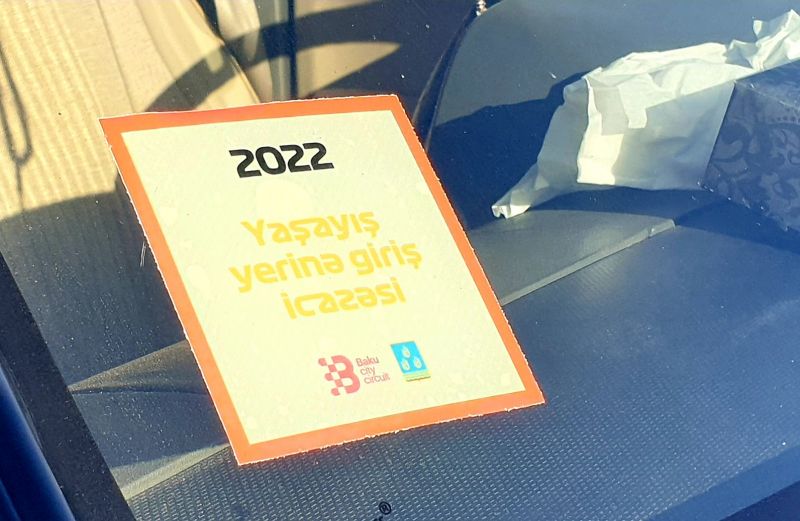 2022
Yaşayış
yerinə giriş
icazəsi
Baku
city
circuit
®